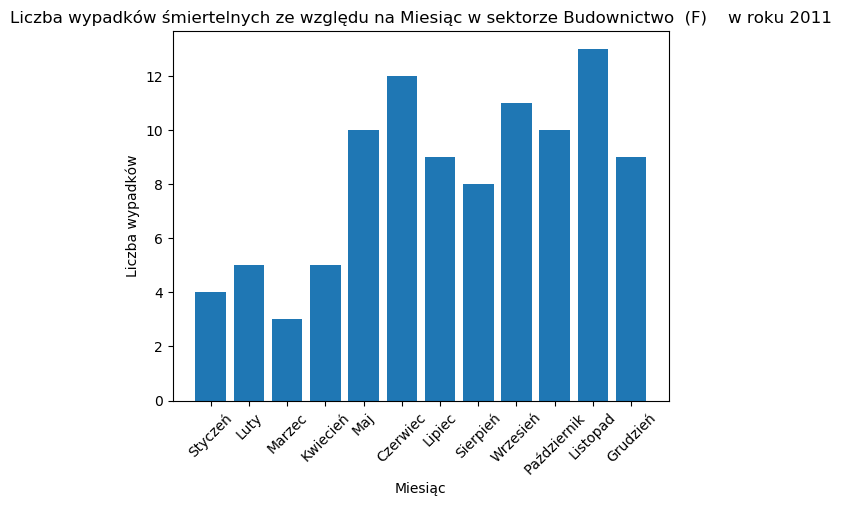 Liczba wypadków śmiertelnych ze względu na Miesiąc w sektorze Budownictwo  (F)    w roku 2011
Liczba wypadków
12
10
8
6
4
2
0
Styczeń
Luty
Marzec
Kwiecień
Maj
Czerwiec
Lipiec
Sierpień
Wrzesień
Październik
Listopad
Grudzień
Miesiąc